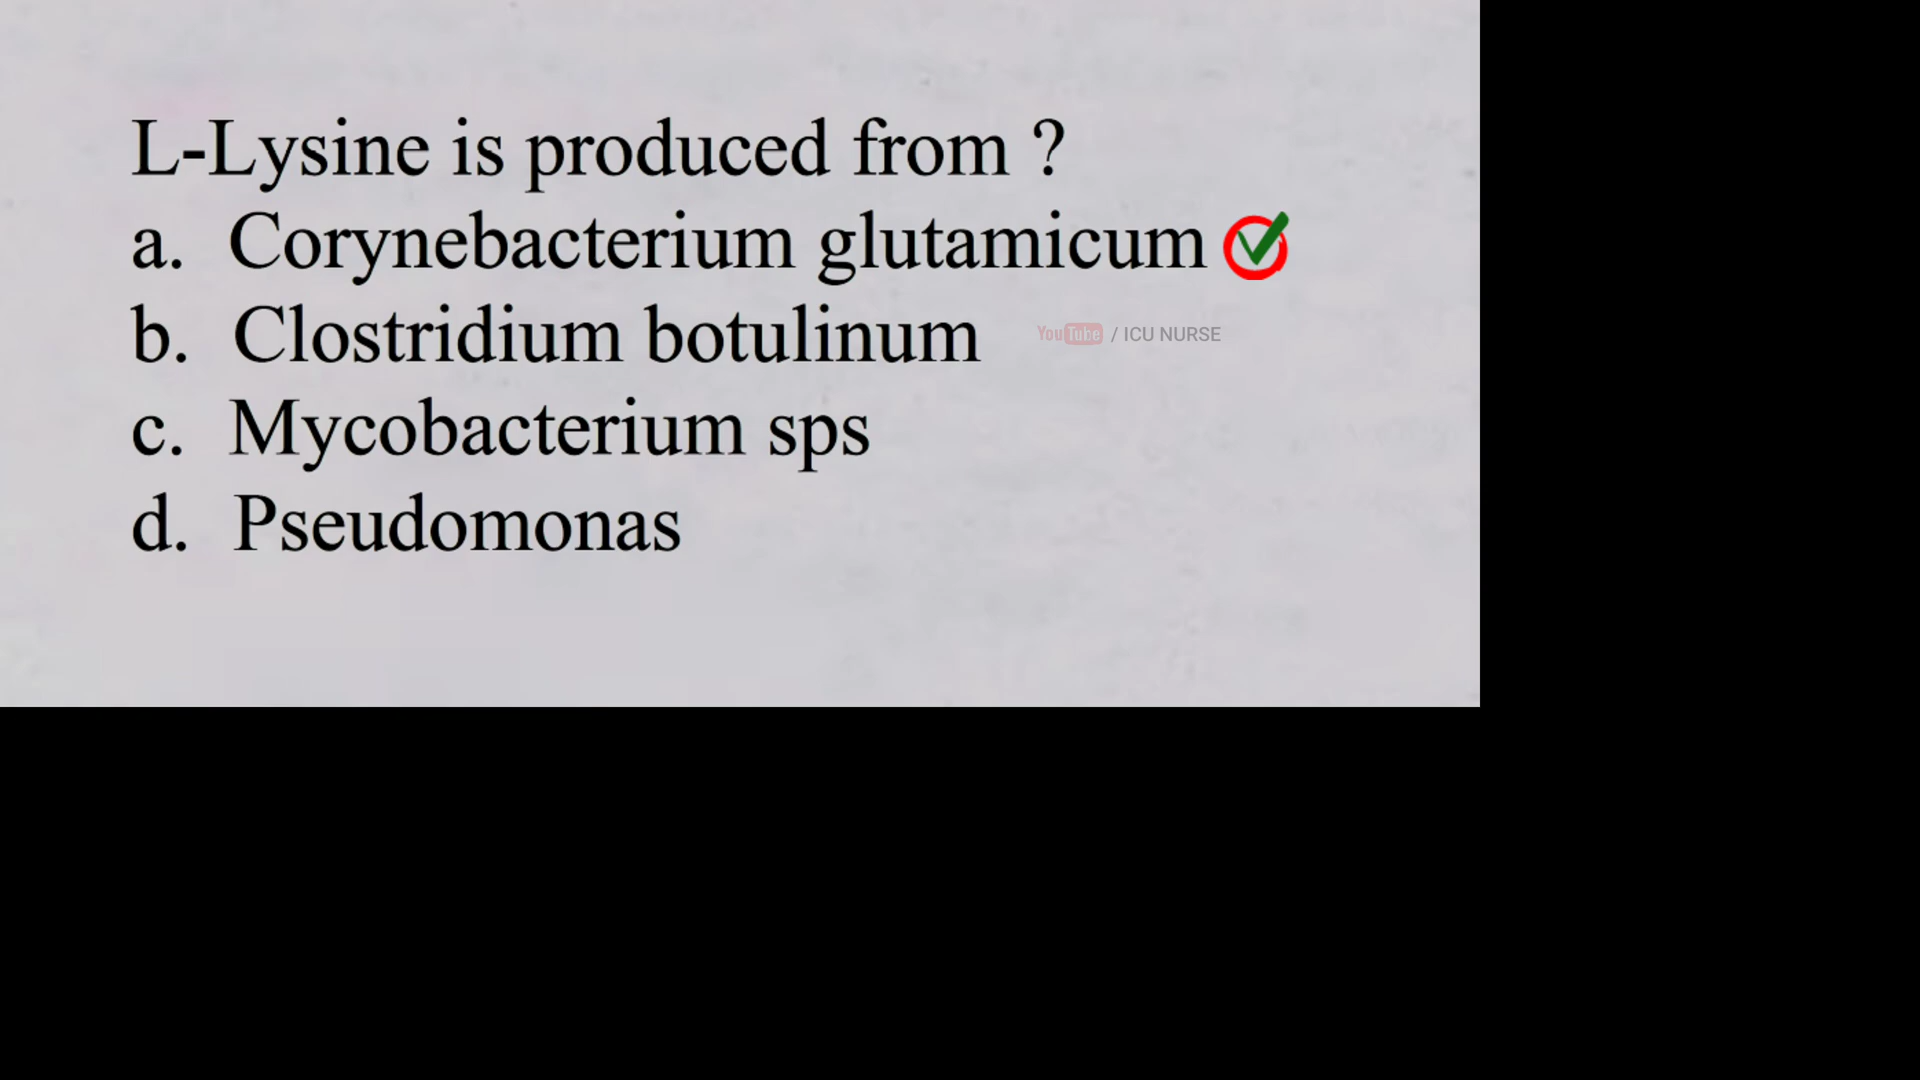 L-Lysine is produced from ?
a. Corynebacterium glutamicum
b. Clostridium botulinum
YouTube / ICU NURSE
c. Mycobacterium sps
d. Pseudomonas